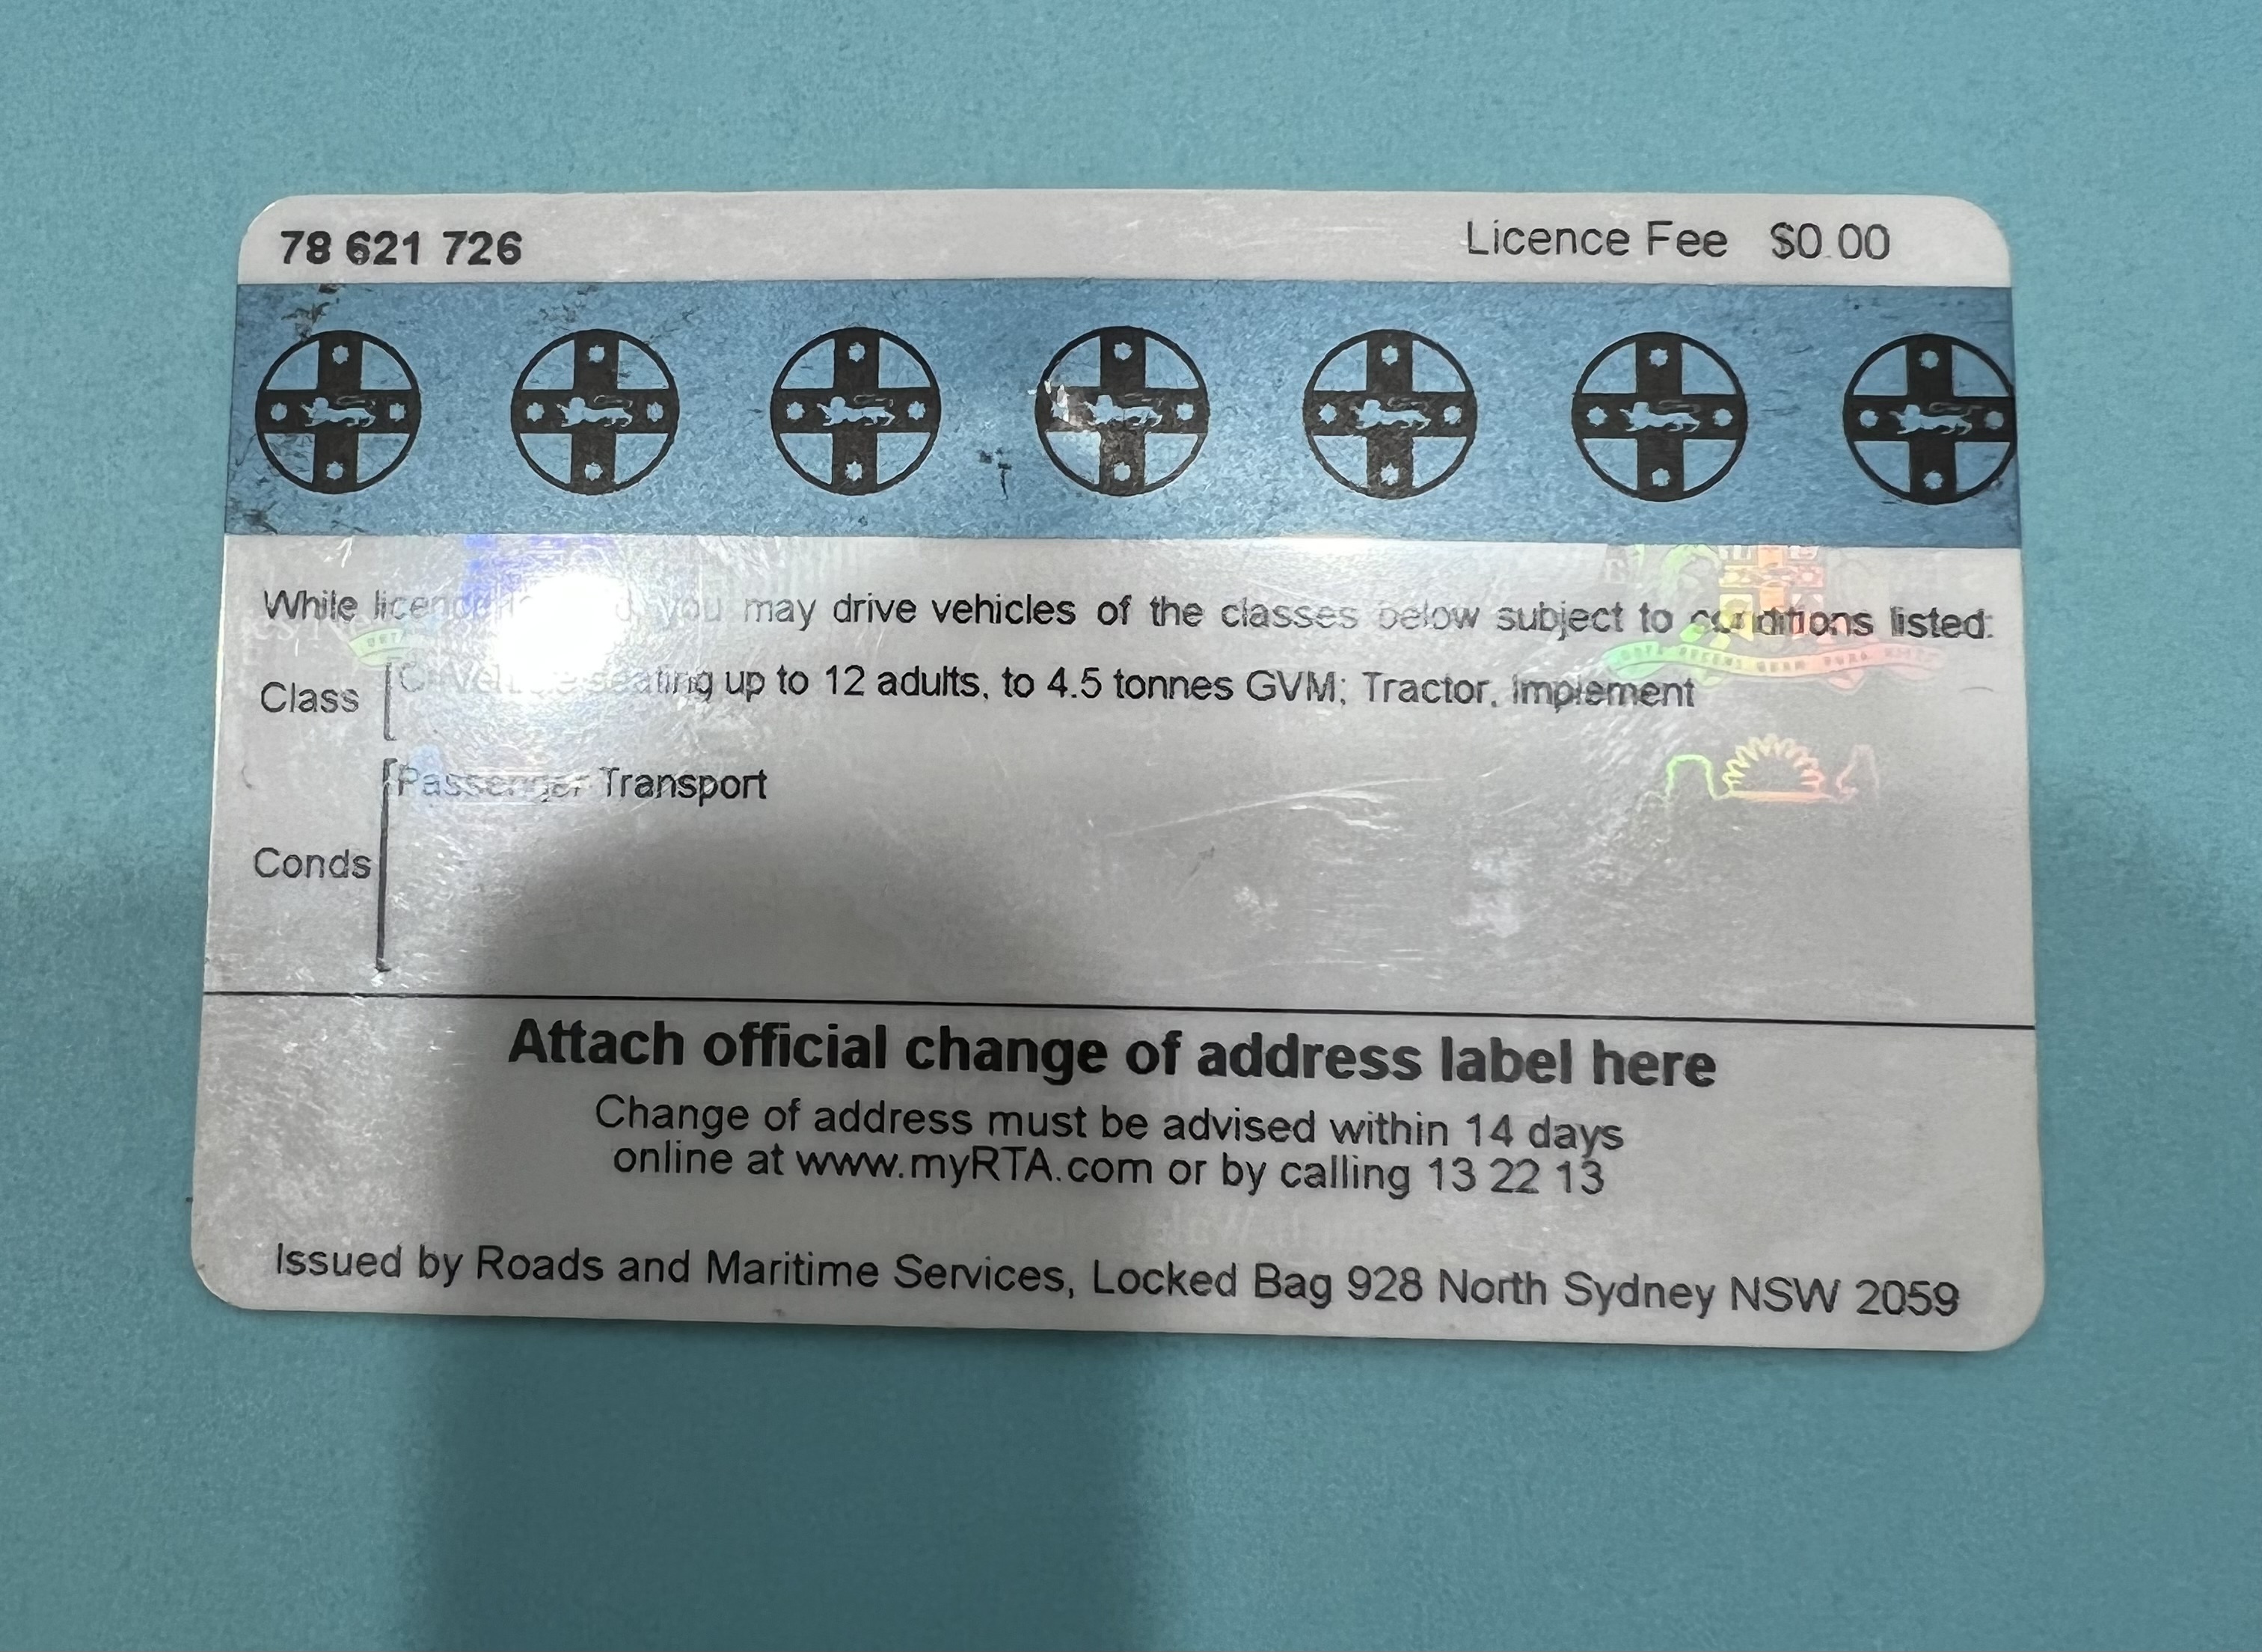 78 621 726 Licence Fee $0.00
While you may drive vehicles of the classes below subject to conditions listed:
Class seating up to 12 adults, to 4.5 tonnes GVM; Tractor, Implement
Passenger Transport
Conds
Attach official change of address label here
Change of address must be advised within 14 days
online at www.myRTA.com or by calling 13 22 13
Issued by Roads and Maritime Services, Locked Bag 928 North Sydney NSW 2059